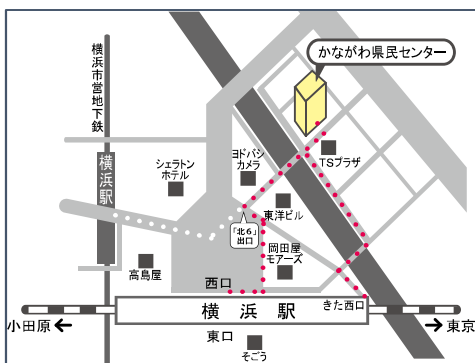 かながわ県民センター
横浜市営地下鉄
横浜駅
シェラトン
ホテル
ヨドバシ
カメラ
TSプラザ
東洋ビル
「北6」
出口
岡田屋
モアーズ
高島屋
西口
きた西口
横浜駅
小田原
東京
東口
そごう